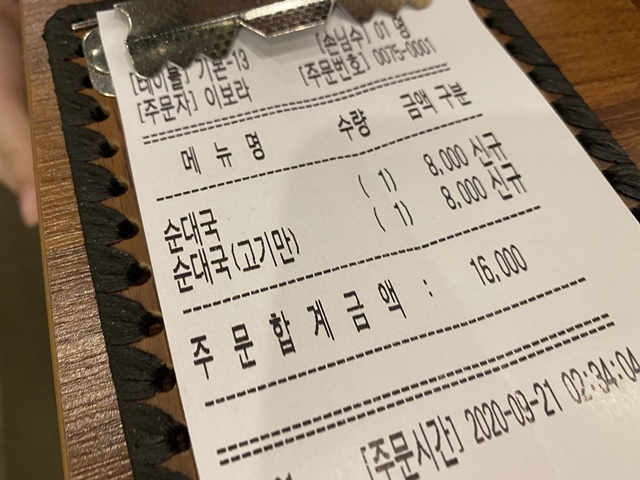 [테이블] 기본-13 [손님수] 01 명
[주문자] 이보라 [주문번호] 0075-0001
메 뉴 명 수량 금액 구분
순대국 ( 1) 8,000 신규
순대국(고기만) ( 1) 8,000 신규
주 문 합 계 금 액 : 16,000
[주문시간] 2020-09-21 02:34:04